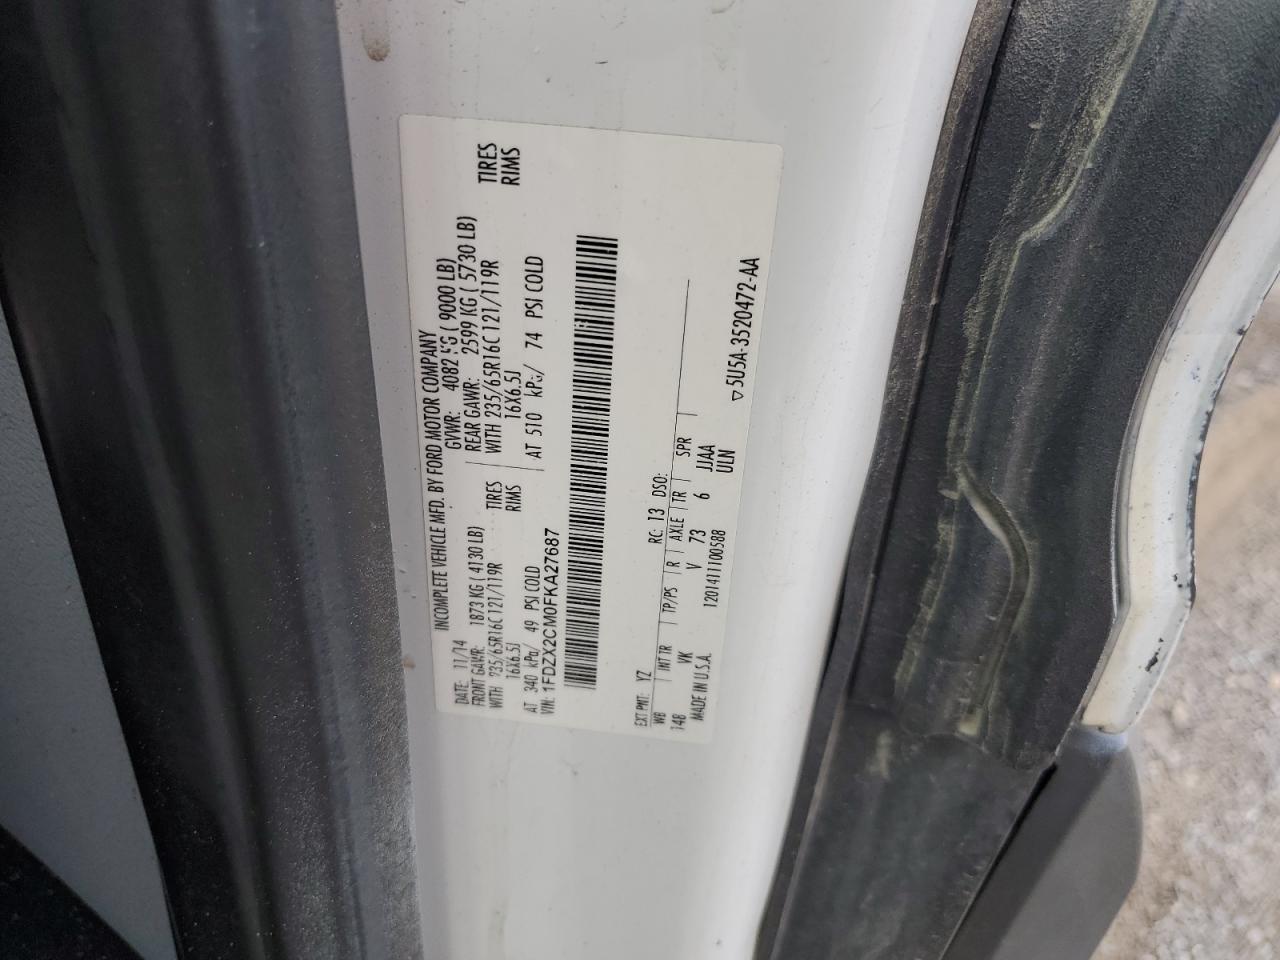 INCOMPLETE VEHICLE MFD. BY FORD MOTOR COMPANY
DATE: 11/14 GVWR: 4082 KG ( 9000 LB)
FRONT GAWR: 1873 KG ( 4130 LB) REAR GAWR: 2599 KG ( 5730 LB)
WITH 235/65R16C 121/119R TIRES WITH 235/65R16C 121/119R TIRES
16X6.5J RIMS 16X6.5J RIMS
AT 340 kPa/ 49 PSI COLD AT 510 kPa/ 74 PSI COLD
VIN: 1FDZX2CM0FKA27687
EXT PNT: YZ RC: 13 DSO:
WB INT TR TP/PS R AXLE TR SPR
148 VK V 73 6 JJAA
MADE IN U.S.A. 1201411100588 ULN
▽5U5A-3520472-AA